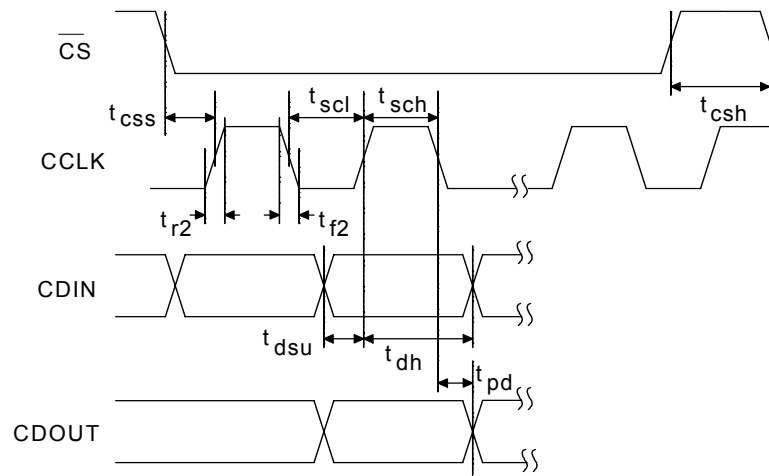 CS
t css
t scl
t sch
t csh
CCLK
t r2
t f2
CDIN
t dsu
t dh
t pd
CDOUT